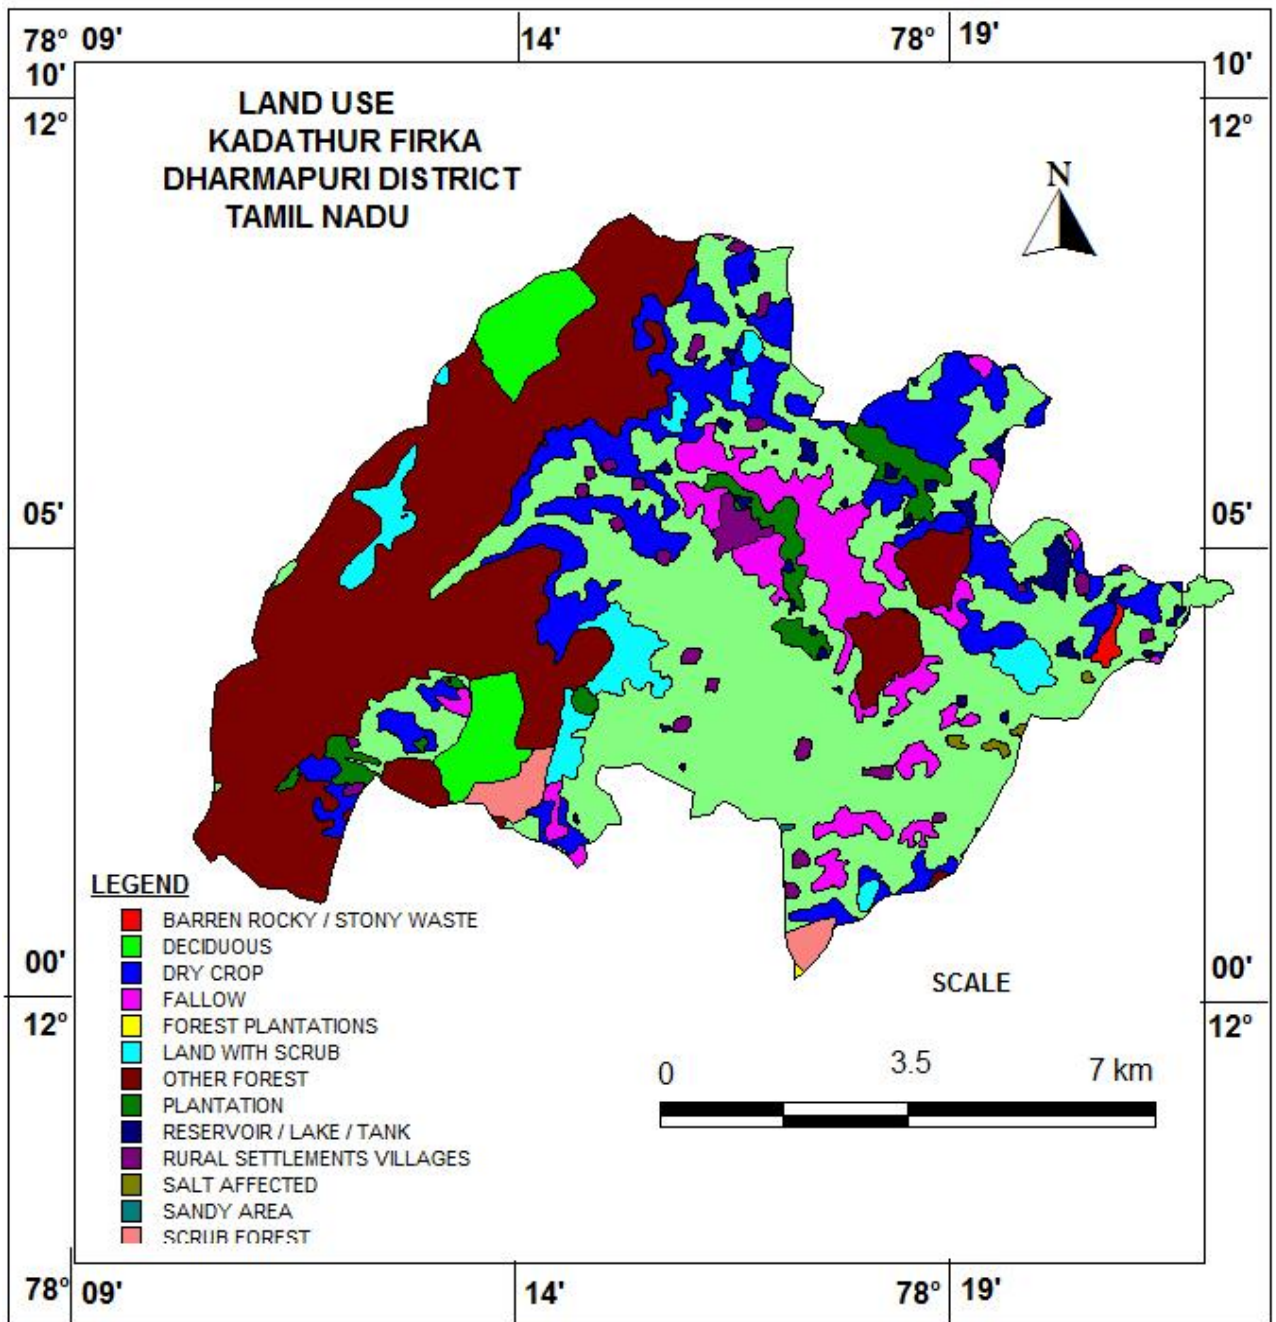 78° 09' 14' 78° 19'
10' 10'
12° 12°
LAND USE
KADATHUR FIRKA
DHARMAPURI DISTRICT
TAMIL NADU
N
05' 05'
LEGEND
BARREN ROCKY / STONY WASTE
DECIDUOUS
DRY CROP
FALLOW
FOREST PLANTATIONS
LAND WITH SCRUB
OTHER FOREST
PLANTATION
RESERVOIR / LAKE / TANK
RURAL SETTLEMENTS VILLAGES
SALT AFFECTED
SANDY AREA
SCRUB FOREST
00' 00'
12° 12°
SCALE
0 3.5 7 km
78° 09' 14' 78° 19'